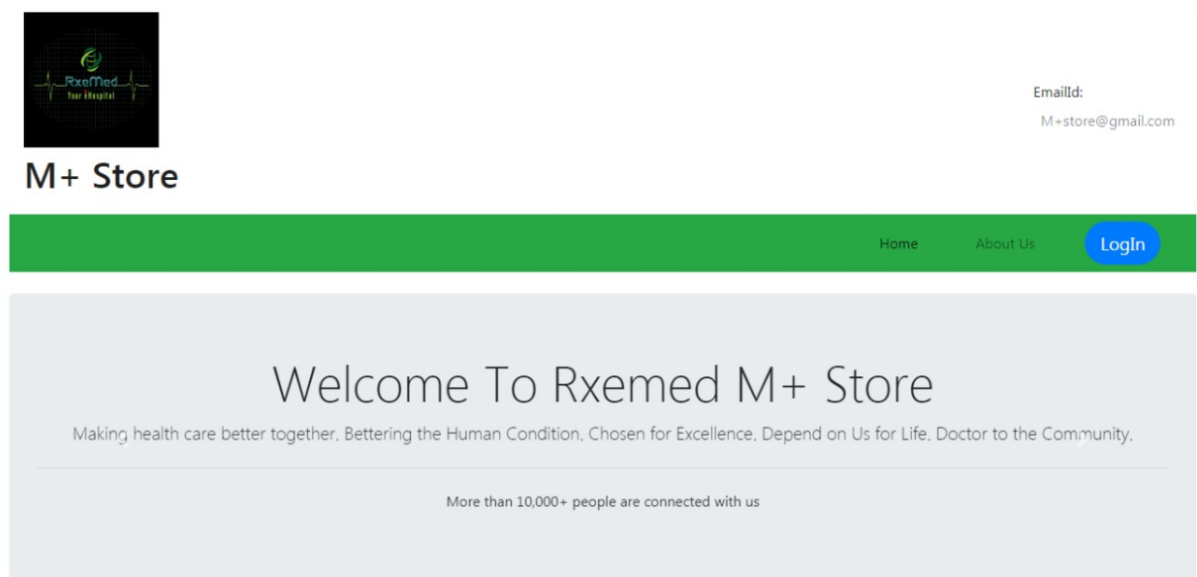 RxeMed
Your eHospital
EmailId:
M+store@gmail.com
M+ Store
Home About Us LogIn
Welcome To Rxemed M+ Store
Making health care better together, Bettering the Human Condition, Chosen for Excellence, Depend on Us for Life, Doctor to the Community,
More than 10,000+ people are connected with us